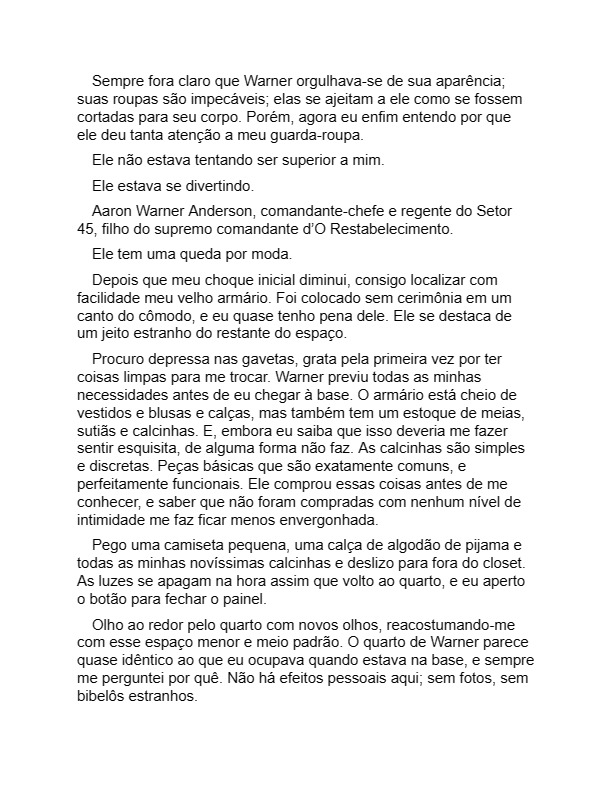 Sempre fora claro que Warner orgulhava-se de sua aparência;
suas roupas são impecáveis; elas se ajeitam a ele como se fossem
cortadas para seu corpo. Porém, agora eu enfim entendo por que
ele deu tanta atenção a meu guarda-roupa.
Ele não estava tentando ser superior a mim.
Ele estava se divertindo.
Aaron Warner Anderson, comandante-chefe e regente do Setor
45, filho do supremo comandante d’O Restabelecimento.
Ele tem uma queda por moda.
Depois que meu choque inicial diminui, consigo localizar com
facilidade meu velho armário. Foi colocado sem cerimônia em um
canto do cômodo, e eu quase tenho pena dele. Ele se destaca de
um jeito estranho do restante do espaço.
Procuro depressa nas gavetas, grata pela primeira vez por ter
coisas limpas para me trocar. Warner previu todas as minhas
necessidades antes de eu chegar à base. O armário está cheio de
vestidos e blusas e calças, mas também tem um estoque de meias,
sutiãs e calcinhas. E, embora eu saiba que isso deveria me fazer
sentir esquisita, de alguma forma não faz. As calcinhas são simples
e discretas. Peças básicas que são exatamente comuns, e
perfeitamente funcionais. Ele comprou essas coisas antes de me
conhecer, e saber que não foram compradas com nenhum nível de
intimidade me faz ficar menos envergonhada.
Pego uma camiseta pequena, uma calça de algodão de pijama e
todas as minhas novíssimas calcinhas e deslizo para fora do closet.
As luzes se apagam na hora assim que volto ao quarto, e eu aperto
o botão para fechar o painel.
Olho ao redor pelo quarto com novos olhos, reacostumando-me
com esse espaço menor e meio padrão. O quarto de Warner parece
quase idêntico ao que eu ocupava quando estava na base, e sempre
me perguntei por quê. Não há efeitos pessoais aqui; sem fotos, sem
bibelôs estranhos.